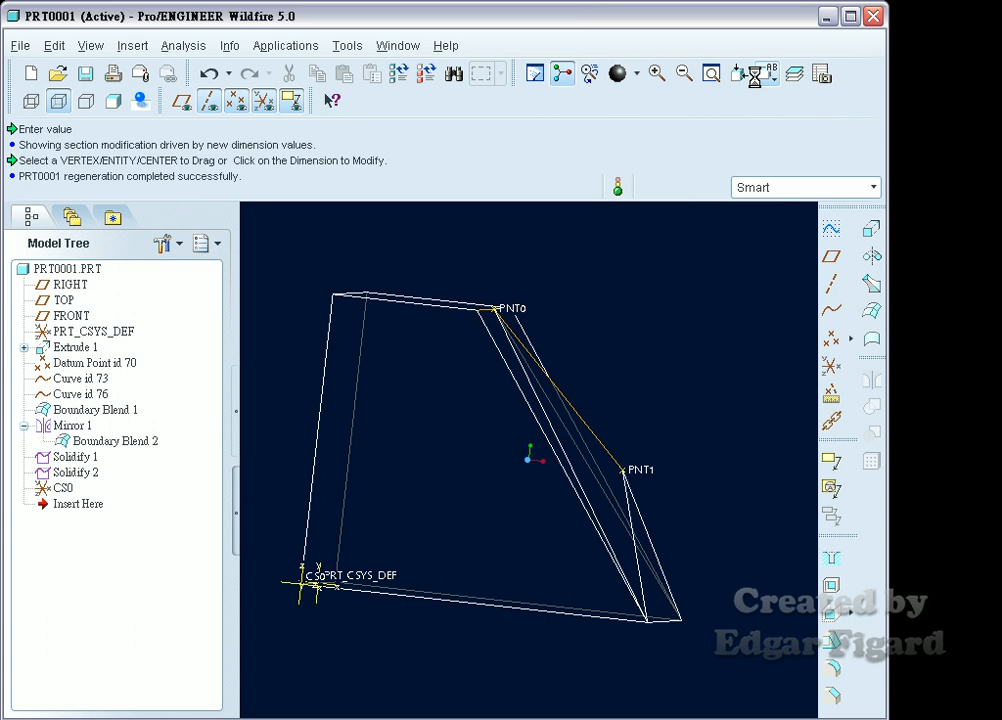 PRT0001 (Active) - Pro/ENGINEER Wildfire 5.0
File Edit View Insert Analysis Info Applications Tools Window Help
Enter value
Showing section modification driven by new dimension values.
Select a VERTEX/ENTITY/CENTER to Drag or Click on the Dimension to Modify.
PRT0001 regeneration completed successfully.
Smart
Model Tree
PRT0001.PRT
RIGHT
TOP
FRONT
PRT_CSYS_DEF
Extrude 1
Datum Point id 70
Curve id 73
Curve id 76
Boundary Blend 1
Mirror 1
Boundary Blend 2
Solidify 1
Solidify 2
CS0
Insert Here
PNT0
PNT1
CS0
PRT_CSYS_DEF
Created by
Edgar Figard